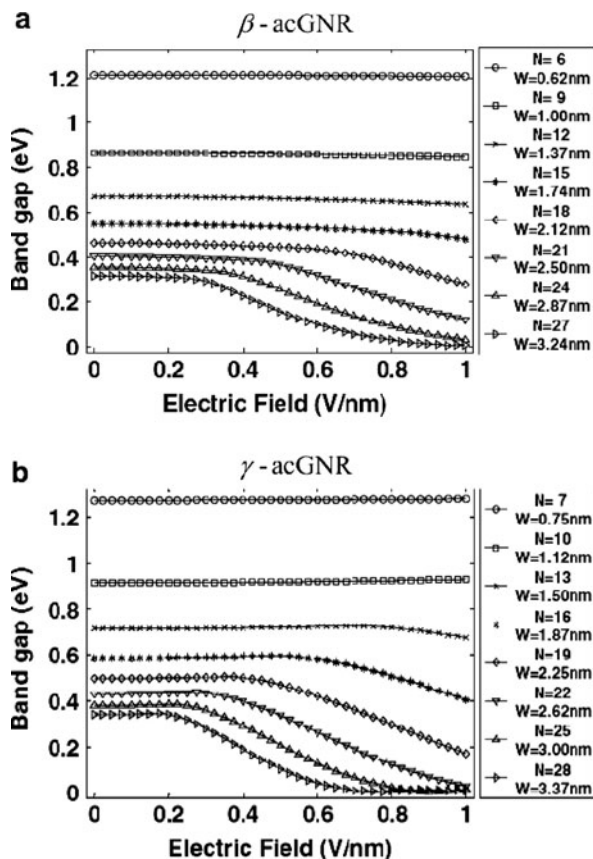 a
β - acGNR
Band gap (eV)
1.2
1
0.8
0.6
0.4
0.2
0
0 0.2 0.4 0.6 0.8 1
Electric Field (V/nm)
N= 6
W=0.62nm
N= 9
W=1.00nm
N=12
W=1.37nm
N=15
W=1.74nm
N=18
W=2.12nm
N=21
W=2.50nm
N=24
W=2.87nm
N=27
W=3.24nm
b
γ - acGNR
Band gap (eV)
1.2
1
0.8
0.6
0.4
0.2
0
0 0.2 0.4 0.6 0.8 1
Electric Field (V/nm)
N= 7
W=0.75nm
N=10
W=1.12nm
N=13
W=1.50nm
N=16
W=1.87nm
N=19
W=2.25nm
N=22
W=2.62nm
N=25
W=3.00nm
N=28
W=3.37nm